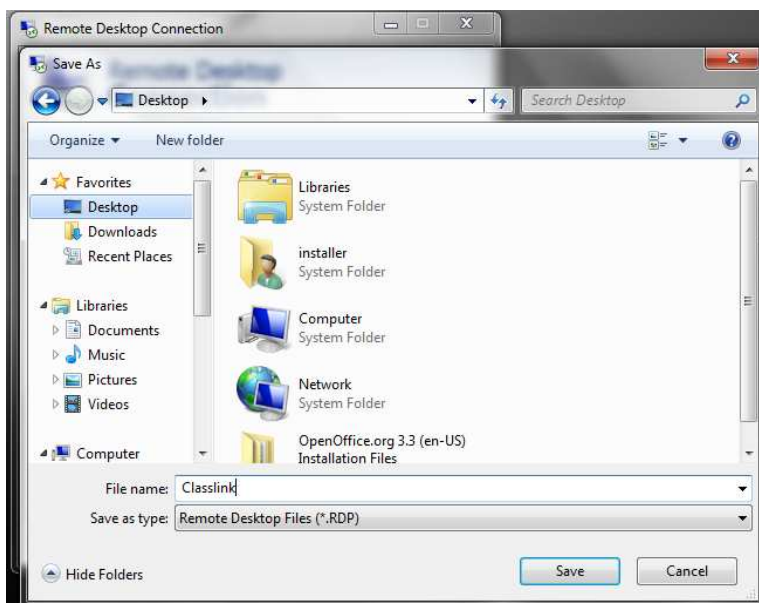 Remote Desktop Connection
Save As
Remote Desktop
Desktop
Search Desktop
Organize
New folder
Favorites
Desktop
Downloads
Recent Places
Libraries
Documents
Music
Pictures
Videos
Computer
Libraries
System Folder
installer
System Folder
Computer
System Folder
Network
System Folder
OpenOffice.org 3.3 (en-US)
Installation Files
File name: Classlink
Save as type: Remote Desktop Files (*.RDP)
Hide Folders
Save
Cancel